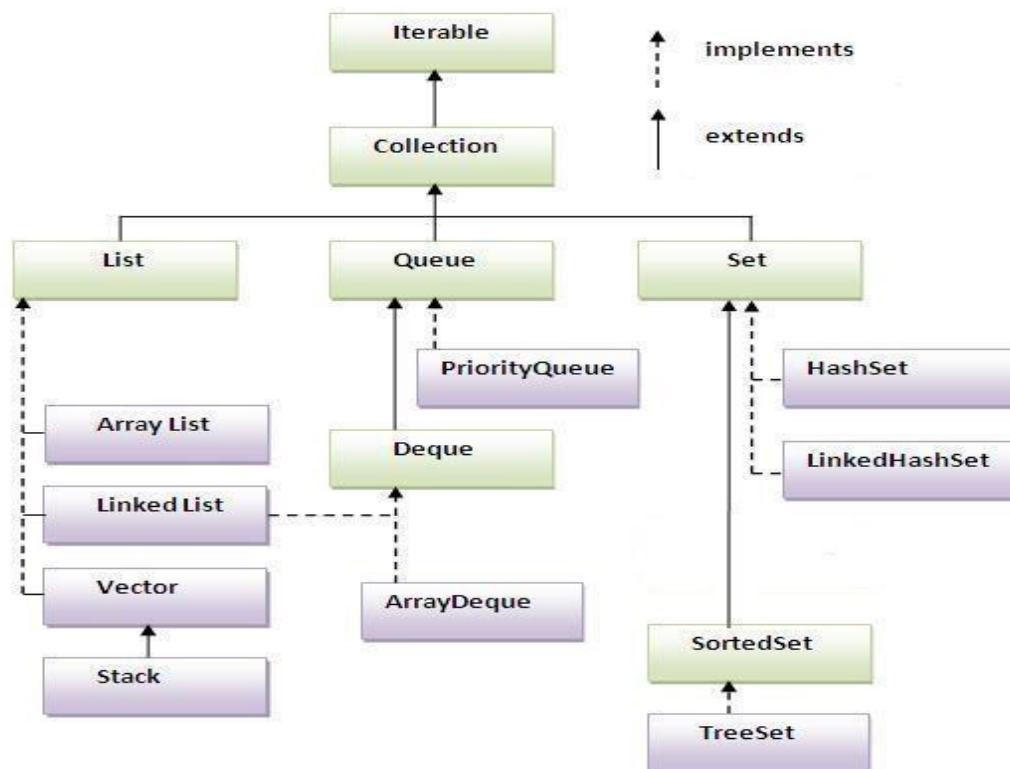 Iterable
implements
Collection
extends
List
Queue
Set
PriorityQueue
HashSet
Array List
Deque
LinkedHashSet
Linked List
Vector
ArrayDeque
SortedSet
Stack
TreeSet